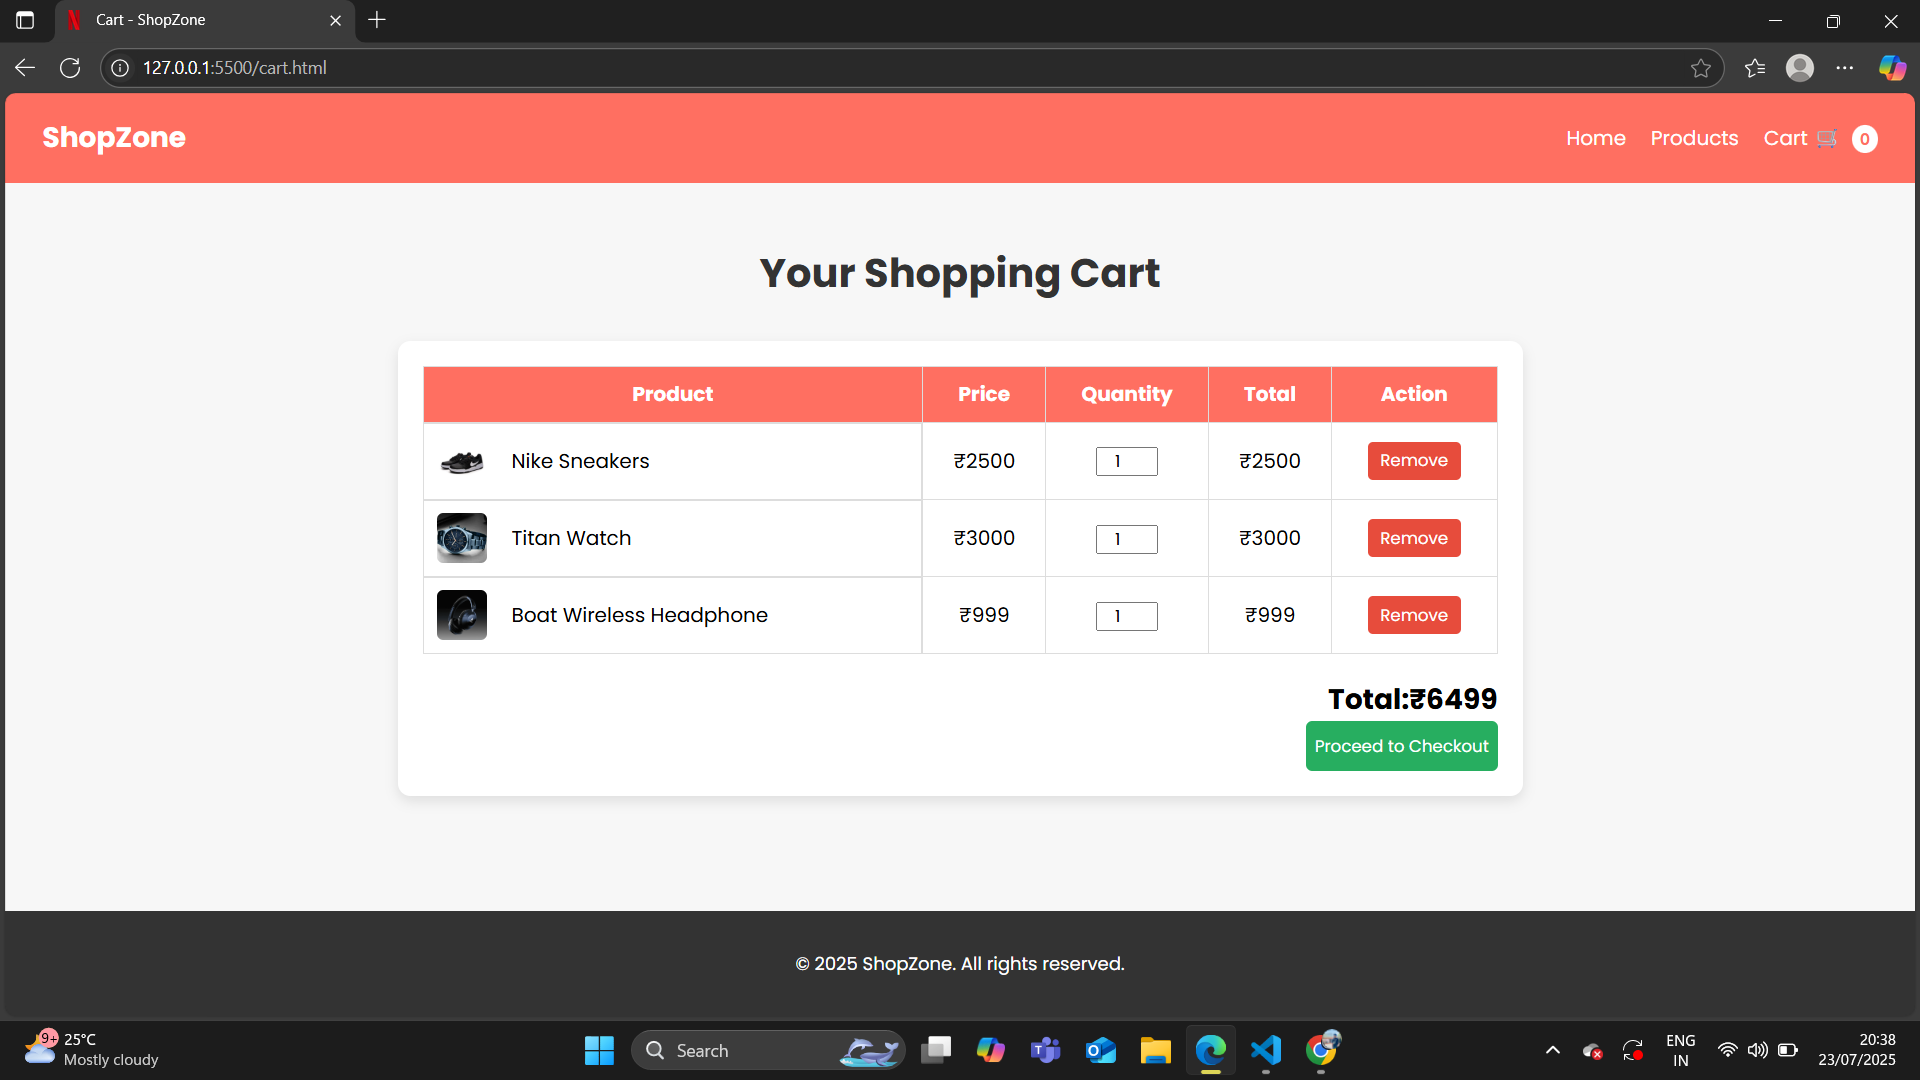 Cart - ShopZone
127.0.0.1:5500/cart.html
ShopZone
Home Products Cart 🛒 0
Your Shopping Cart
Product Price Quantity Total Action
Nike Sneakers ₹2500 1 ₹2500 Remove
Titan Watch ₹3000 1 ₹3000 Remove
Boat Wireless Headphone ₹999 1 ₹999 Remove
Total:₹6499
Proceed to Checkout
© 2025 ShopZone. All rights reserved.
9+ 25°C
Mostly cloudy
Search
ENG
IN
20:38
23/07/2025